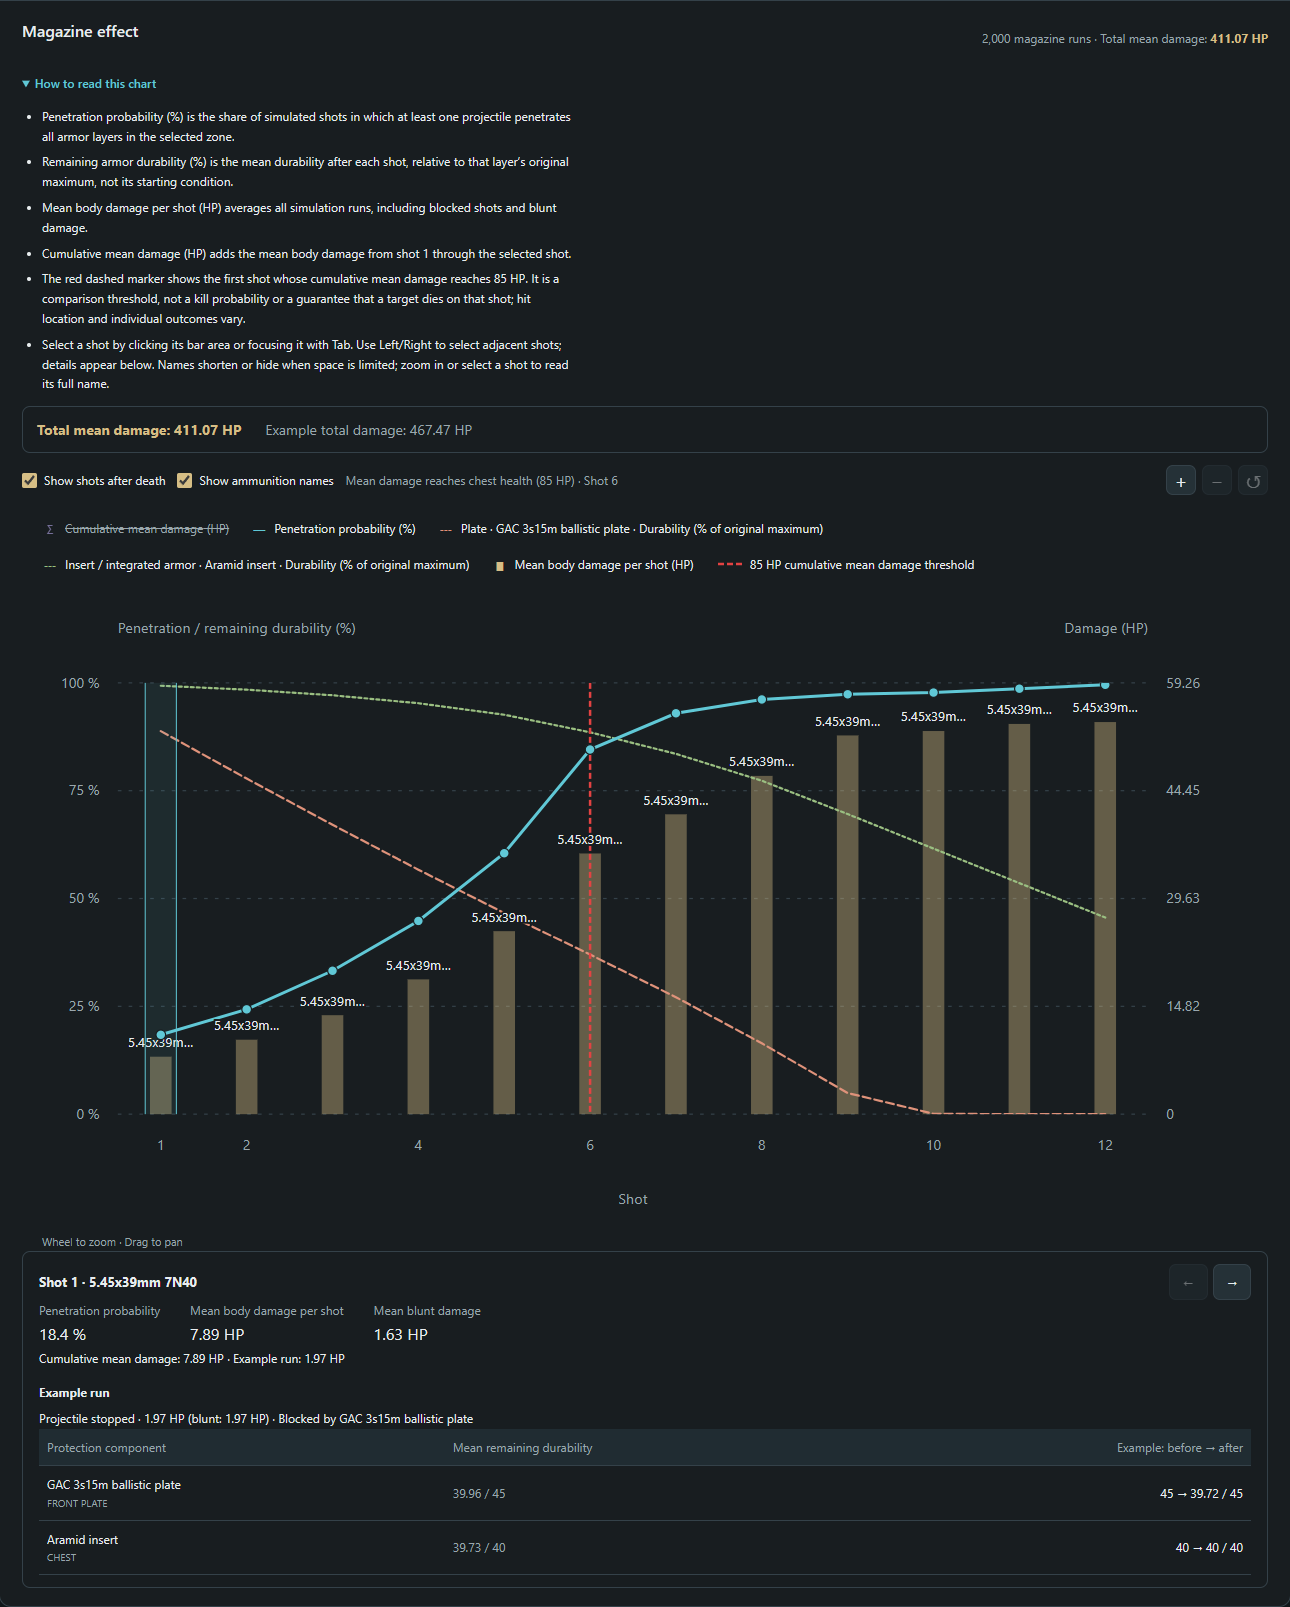 Magazine effect
2,000 magazine runs · Total mean damage: 411.07 HP
▼ How to read this chart
• Penetration probability (%) is the share of simulated shots in which at least one projectile penetrates
all armor layers in the selected zone.
• Remaining armor durability (%) is the mean durability after each shot, relative to that layer's original
maximum, not its starting condition.
• Mean body damage per shot (HP) averages all simulation runs, including blocked shots and blunt
damage.
• Cumulative mean damage (HP) adds the mean body damage from shot 1 through the selected shot.
• The red dashed marker shows the first shot whose cumulative mean damage reaches 85 HP. It is a
comparison threshold, not a kill probability or a guarantee that a target dies on that shot; hit
location and individual outcomes vary.
• Select a shot by clicking its bar area or focusing it with Tab. Use Left/Right to select adjacent shots;
details appear below. Names shorten or hide when space is limited; zoom in or select a shot to read
its full name.
Total mean damage: 411.07 HP Example total damage: 467.47 HP
Show shots after death Show ammunition names Mean damage reaches chest health (85 HP) · Shot 6
+ − ↺
Σ Cumulative mean damage (HP) Penetration probability (%) Plate · GAC 3s15m ballistic plate · Durability (% of original maximum)
Insert / integrated armor · Aramid insert · Durability (% of original maximum) Mean body damage per shot (HP) 85 HP cumulative mean damage threshold
Penetration / remaining durability (%) Damage (HP)
100 % 59.26
5.45x39m...
5.45x39m...
5.45x39m...
5.45x39m...
5.45x39m...
75 % 44.45
5.45x39m...
5.45x39m...
50 % 29.63
5.45x39m...
5.45x39m...
5.45x39m...
25 % 14.82
5.45x39m...
5.45x39m...
0 % 0
1 2 4 6 8 10 12
Shot
Wheel to zoom · Drag to pan
Shot 1 · 5.45x39mm 7N40
← →
Penetration probability Mean body damage per shot Mean blunt damage
18.4 % 7.89 HP 1.63 HP
Cumulative mean damage: 7.89 HP · Example run: 1.97 HP
Example run
Projectile stopped · 1.97 HP (blunt: 1.97 HP) · Blocked by GAC 3s15m ballistic plate
Protection component Mean remaining durability Example: before → after
GAC 3s15m ballistic plate
FRONT PLATE
39.96 / 45 45 → 39.72 / 45
Aramid insert
CHEST
39.73 / 40 40 → 40 / 40